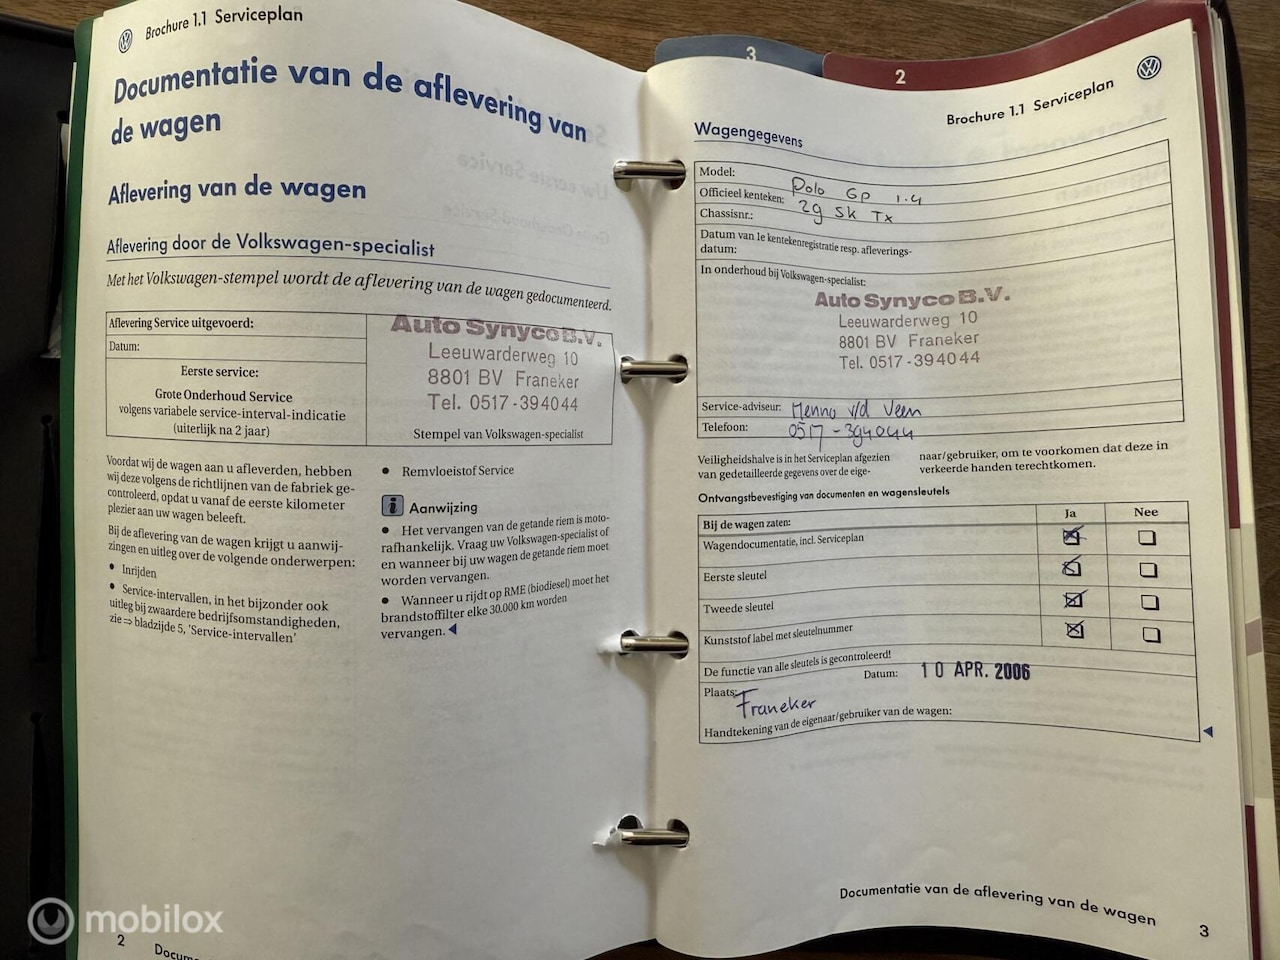 Brochure 1.1 Serviceplan
Documentatie van de aflevering van
de wagen
Aflevering van de wagen
Aflevering door de Volkswagen-specialist
Met het Volkswagen-stempel wordt de aflevering van de wagen gedocumenteerd.
Aflevering Service uitgevoerd:
Datum:
Eerste service:
Grote Onderhoud Service
volgens variabele service-interval-indicatie
(uiterlijk na 2 jaar)
Auto Synyco B.V.
Leeuwarderweg 10
8801 BV Franeker
Tel. 0517-394044
Stempel van Volkswagen-specialist
Voordat wij de wagen aan u afleverden, hebben
wij deze volgens de richtlijnen van de fabriek ge-
controleerd, opdat u vanaf de eerste kilometer
plezier aan uw wagen beleeft.
Bij de aflevering van de wagen krijgt u aanwij-
zingen en uitleg over de volgende onderwerpen:
• Inrijden
• Service-intervallen, in het bijzonder ook
uitleg bij zwaardere bedrijfsomstandigheden,
zie ⇒ bladzijde 5, 'Service-intervallen'
• Remvloeistof Service
i Aanwijzing
• Het vervangen van de getande riem is moto-
rafhankelijk. Vraag uw Volkswagen-specialist of
en wanneer bij uw wagen de getande riem moet
worden vervangen.
• Wanneer u rijdt op RME (biodiesel) moet het
brandstoffilter elke 30.000 km worden
vervangen. ◀
2
Docum
3
2
Brochure 1.1 Serviceplan
Wagengegevens
Model: Polo GP 1.4
Officieel kenteken: 29 SK TX
Chassisnr.:
Datum van 1e kentekenregistratie resp. afleverings-
datum:
In onderhoud bij Volkswagen-specialist:
Auto Synyco B.V.
Leeuwarderweg 10
8801 BV Franeker
Tel. 0517-394044
Service-adviseur: Menno v/d Veen
Telefoon: 0517-394044
Veiligheidshalve is in het Serviceplan afgezien
van gedetailleerde gegevens over de eige-
naar/gebruiker, om te voorkomen dat deze in
verkeerde handen terechtkomen.
Ontvangstbevestiging van documenten en wagensleutels
Bij de wagen zaten: Ja Nee
Wagendocumentatie, incl. Serviceplan
Eerste sleutel
Tweede sleutel
Kunststof label met sleutelnummer
De functie van alle sleutels is gecontroleerd!
Datum: 10 APR. 2006
Plaats: Franeker
Handtekening van de eigenaar/gebruiker van de wagen:
Documentatie van de aflevering van de wagen
3
mobilox